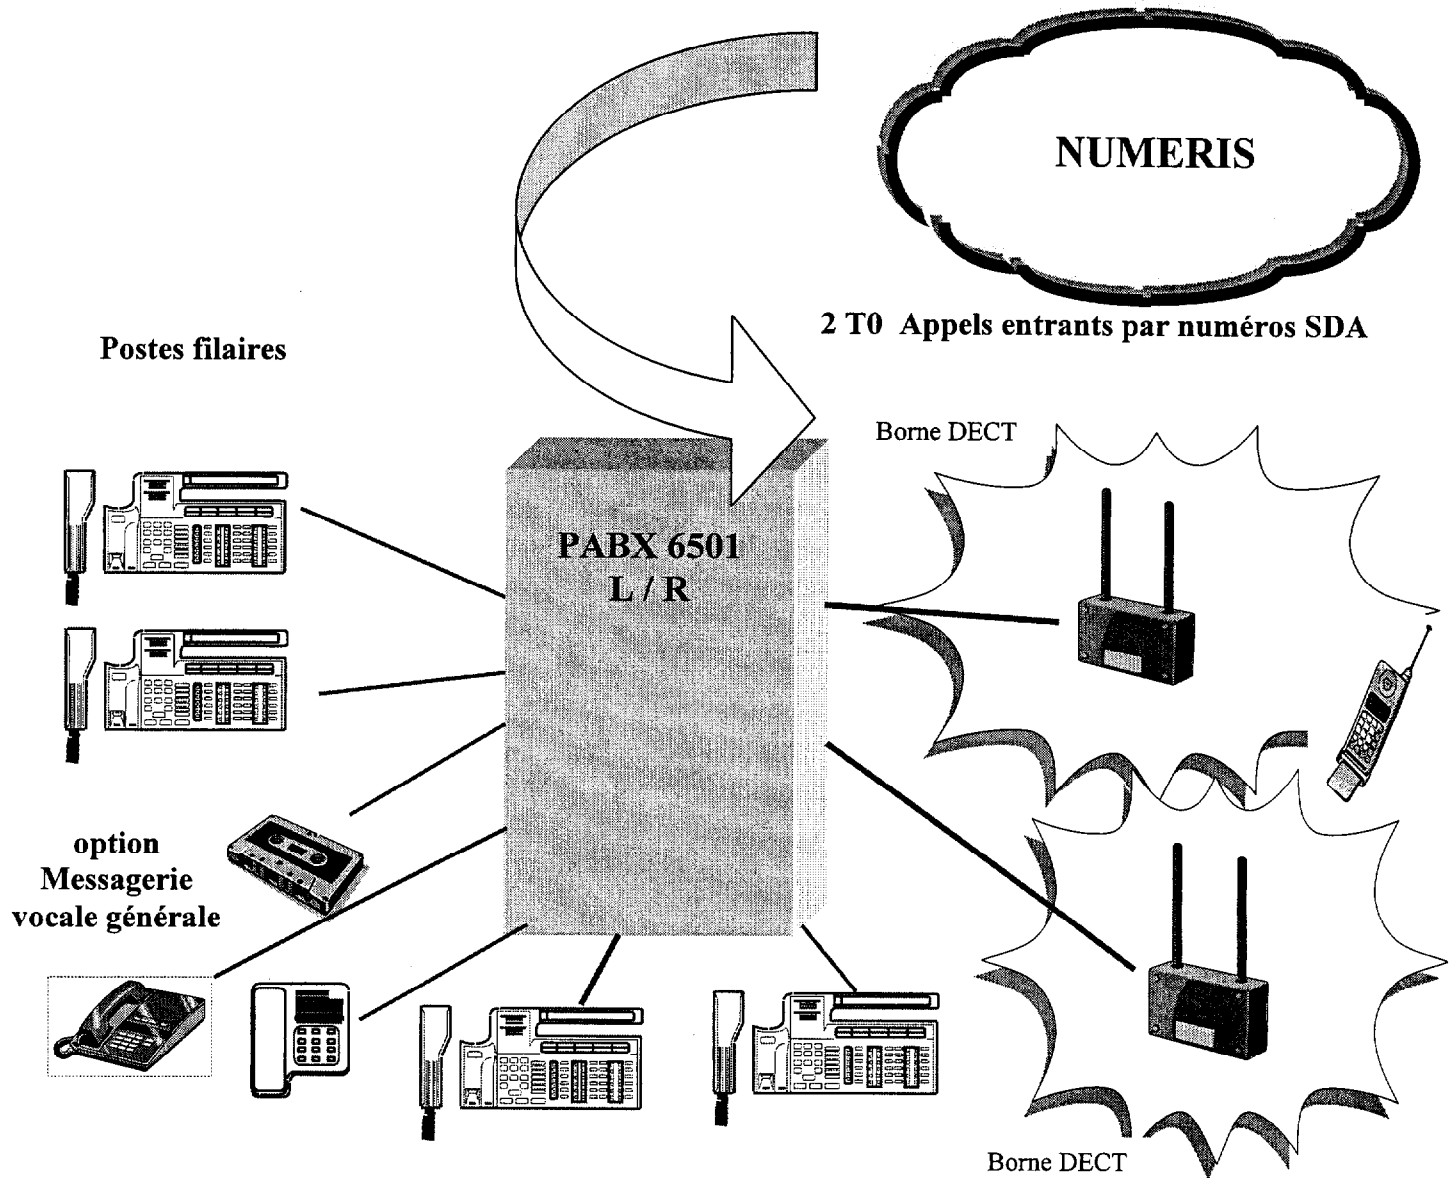 NUMERIS
2 T0 Appels entrants par numéros SDA
Postes filaires
Borne DECT
PABX 6501
L / R
option
Messagerie
vocale générale
Borne DECT